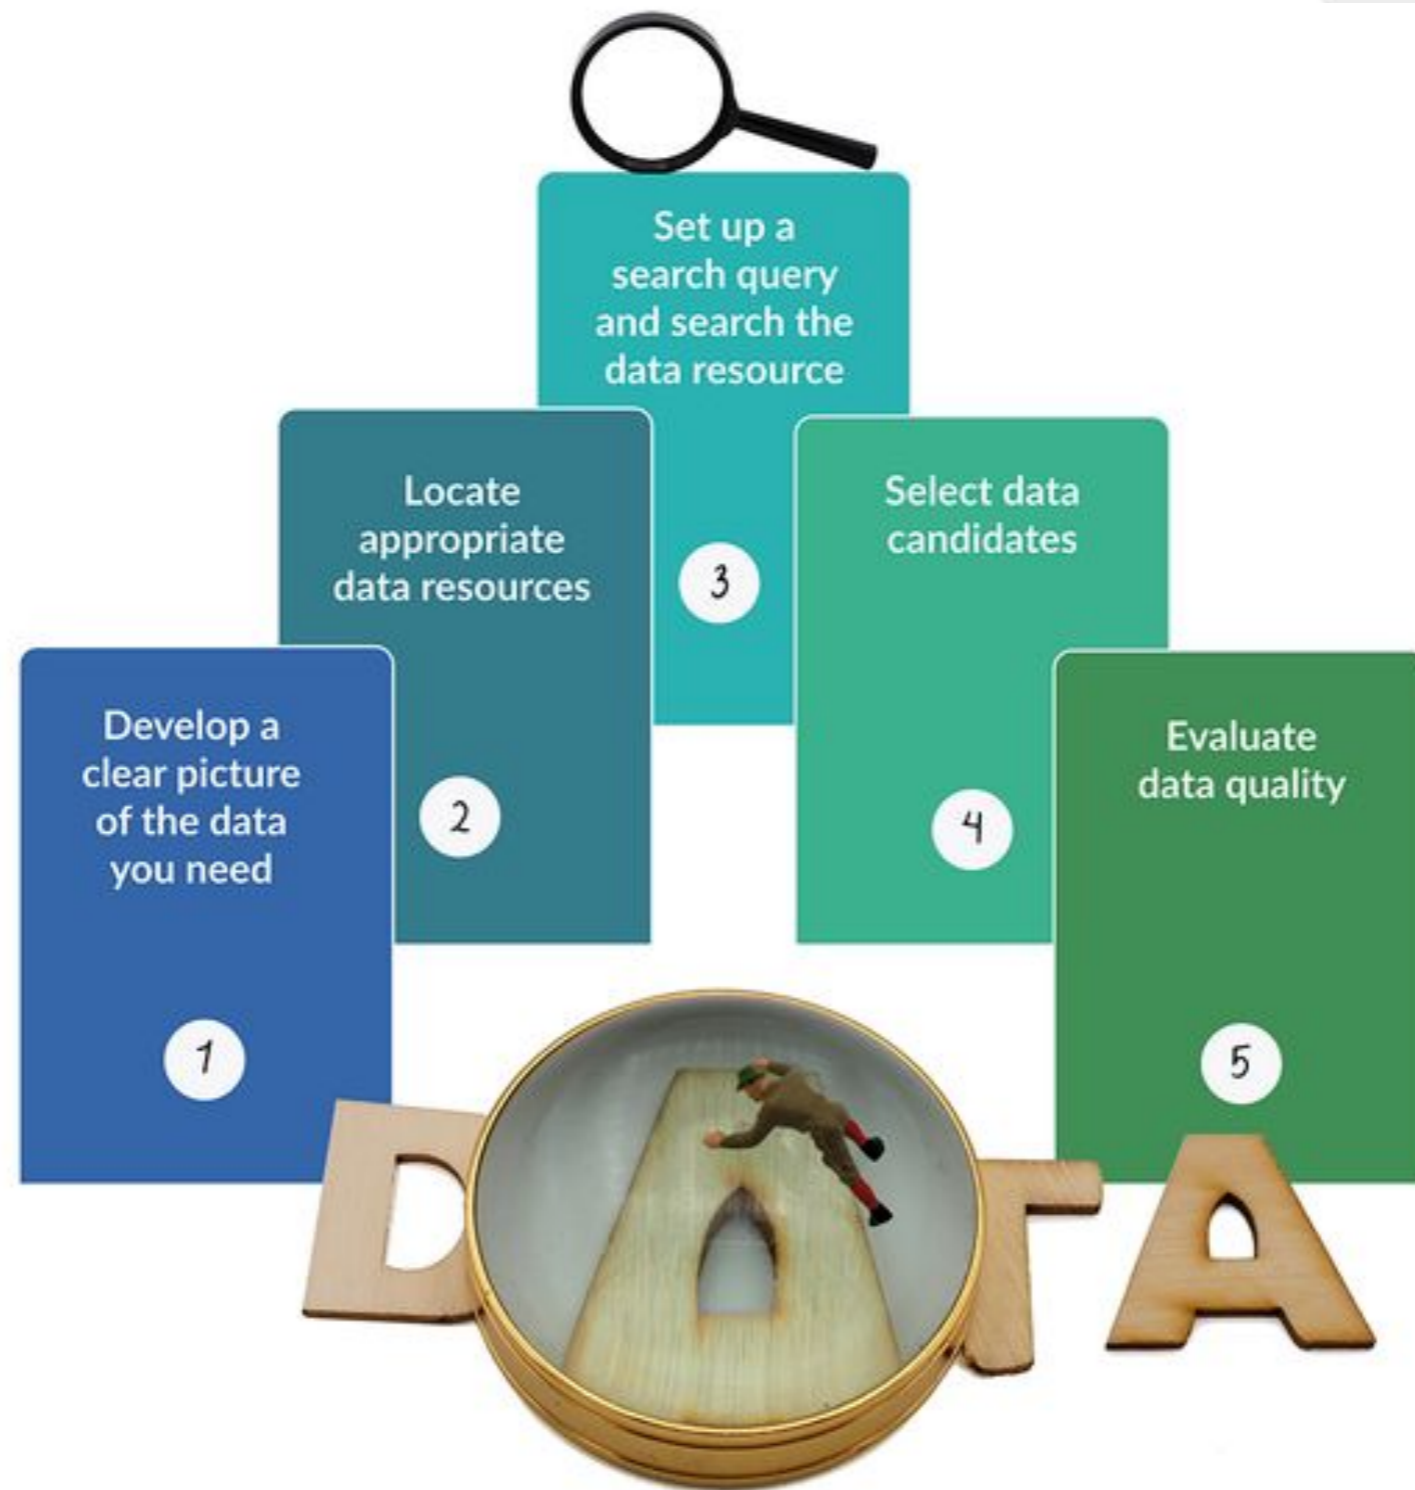 Develop a
clear picture
of the data
you need
1
Locate
appropriate
data resources
2
Set up a
search query
and search the
data resource
3
Select data
candidates
4
Evaluate
data quality
5
DATA